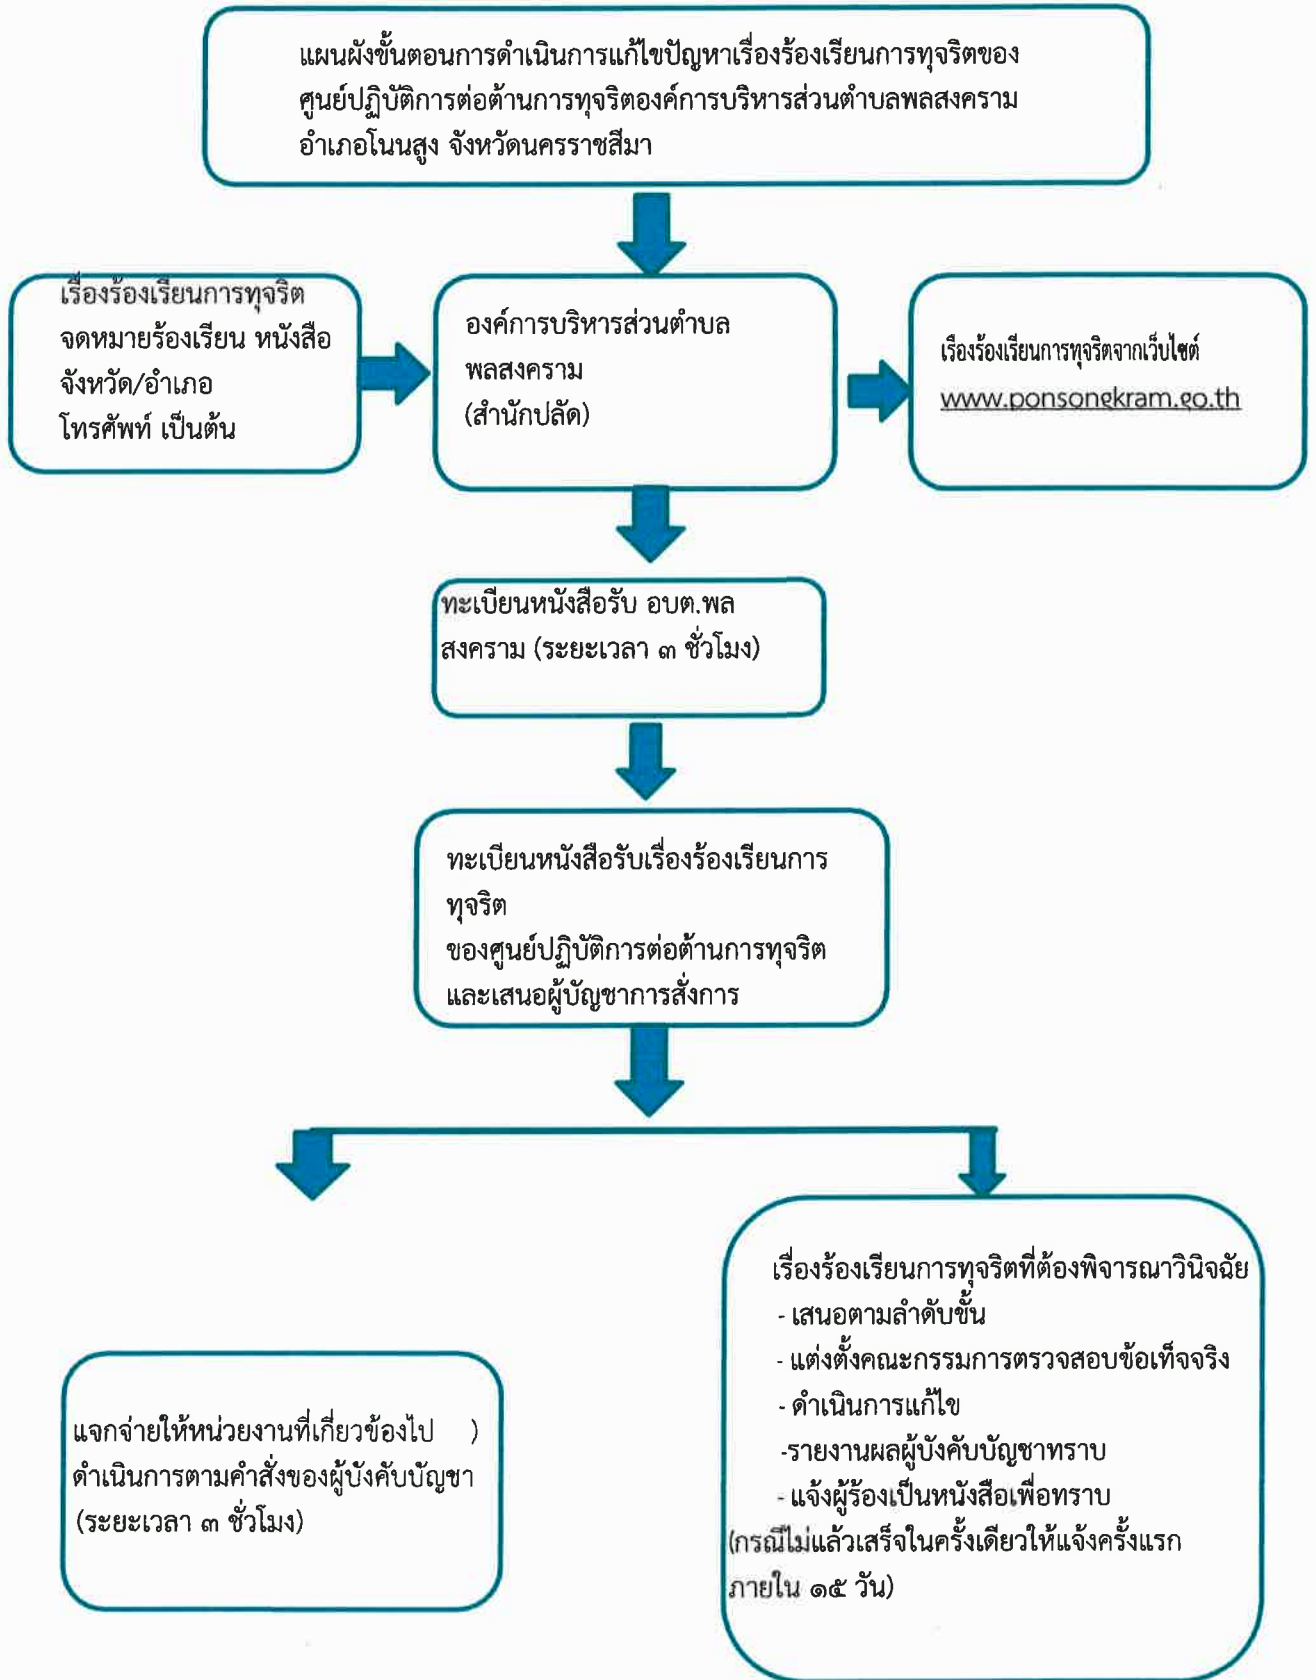 แผนผังขั้นตอนการดำเนินการแก้ไขปัญหาเรื่องร้องเรียนการทุจริตของ
ศูนย์ปฏิบัติการต่อต้านการทุจริตองค์การบริหารส่วนตำบลพลสงคราม
อำเภอโนนสูง จังหวัดนครราชสีมา
เรื่องร้องเรียนการทุจริต
จดหมายร้องเรียน หนังสือ
จังหวัด/อำเภอ
โทรศัพท์ เป็นต้น
องค์การบริหารส่วนตำบล
พลสงคราม
(สำนักปลัด)
เรื่องร้องเรียนการทุจริตจากเว็บไซต์
www.ponsongkram.go.th
ทะเบียนหนังสือรับ อบต.พล
สงคราม (ระยะเวลา ๓ ชั่วโมง)
ทะเบียนหนังสือรับเรื่องร้องเรียนการ
ทุจริต
ของศูนย์ปฏิบัติการต่อต้านการทุจริต
และเสนอผู้บัญชาการสั่งการ
แจกจ่ายให้หน่วยงานที่เกี่ยวข้องไป )
ดำเนินการตามคำสั่งของผู้บังคับบัญชา
(ระยะเวลา ๓ ชั่วโมง)
เรื่องร้องเรียนการทุจริตที่ต้องพิจารณาวินิจฉัย
- เสนอตามลำดับชั้น
- แต่งตั้งคณะกรรมการตรวจสอบข้อเท็จจริง
- ดำเนินการแก้ไข
-รายงานผลผู้บังคับบัญชาทราบ
- แจ้งผู้ร้องเป็นหนังสือเพื่อทราบ
(กรณีไม่แล้วเสร็จในครั้งเดียวให้แจ้งครั้งแรก
ภายใน ๑๕ วัน)